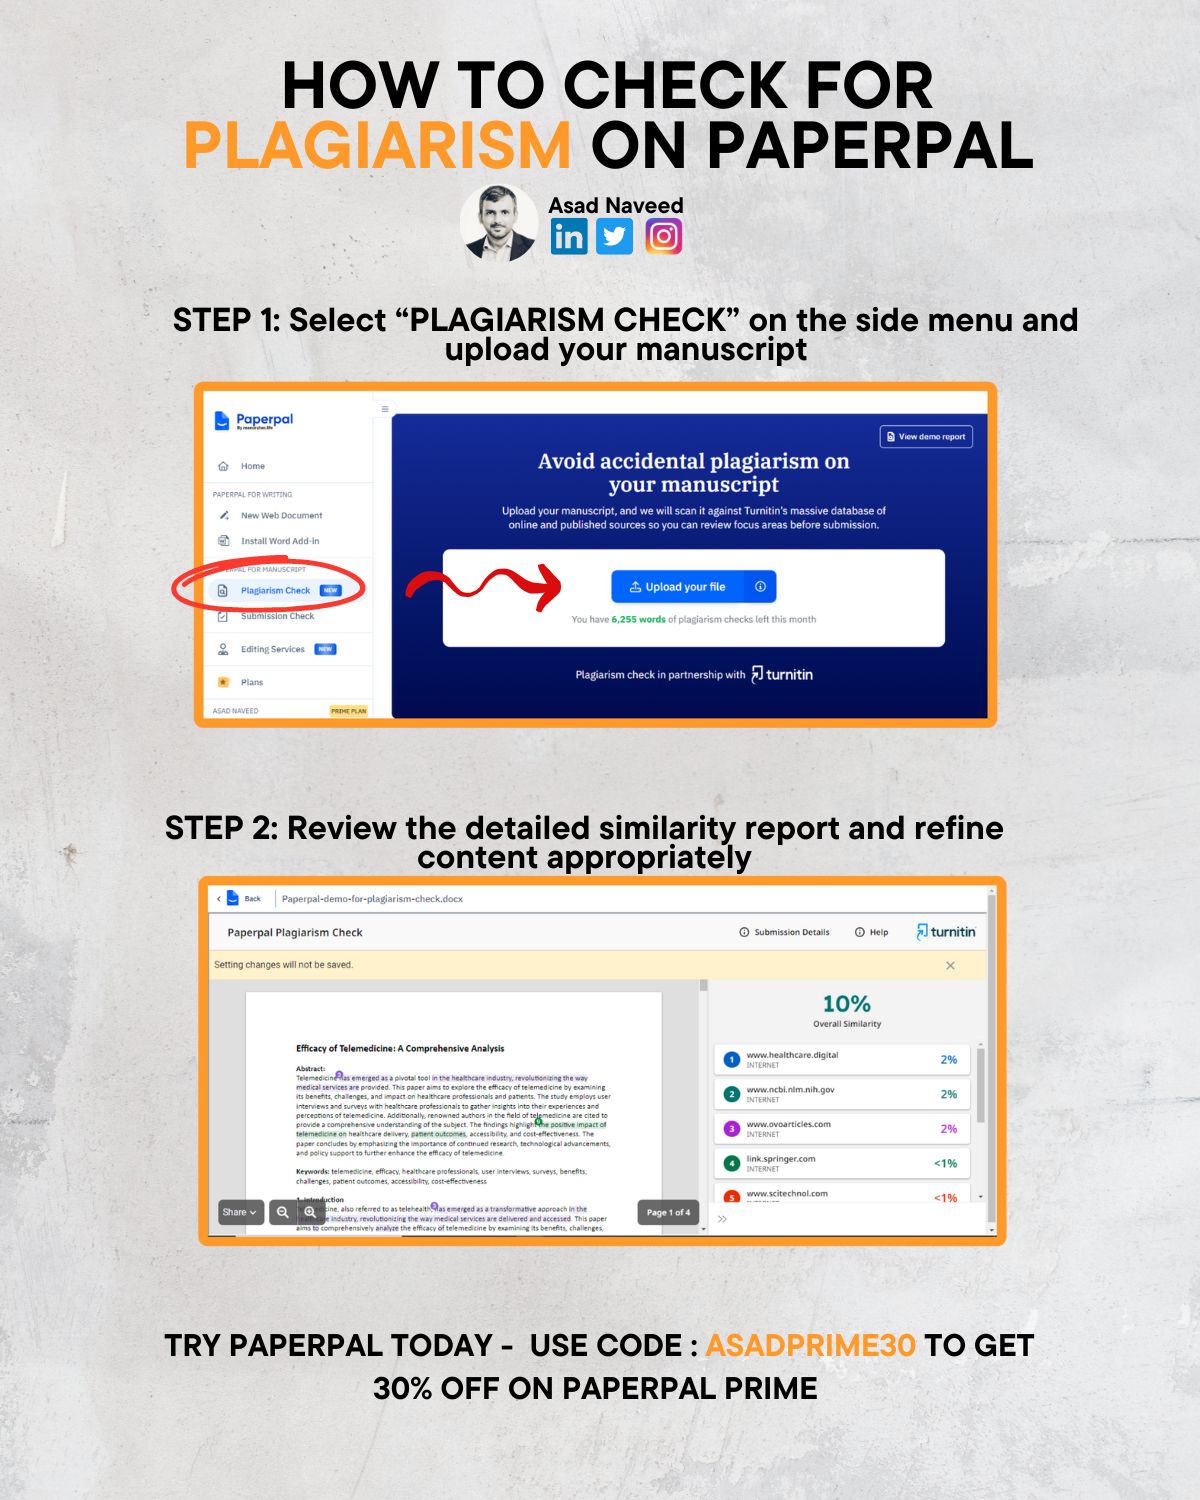 HOW TO CHECK FOR
PLAGIARISM ON PAPERPAL
Asad Naveed
in
STEP 1: Select “PLAGIARISM CHECK” on the side menu and
upload your manuscript
Paperpal
By researcher.life
Home
PAPERPAL FOR WRITING
New Web Document
Install Word Add-in
PAPERPAL FOR MANUSCRIPT
Plagiarism Check NEW
Submission Check
Editing Services NEW
Plans
ASAD NAVEED PRIME PLAN
View demo report
Avoid accidental plagiarism on
your manuscript
Upload your manuscript, and we will scan it against Turnitin's massive database of
online and published sources so you can review focus areas before submission.
Upload your file
You have 6,255 words of plagiarism checks left this month
Plagiarism check in partnership with turnitin
STEP 2: Review the detailed similarity report and refine
content appropriately
Back Paperpal-demo-for-plagiarism-check.docx
Paperpal Plagiarism Check Submission Details Help turnitin
Setting changes will not be saved.
Efficacy of Telemedicine: A Comprehensive Analysis
Abstract:
Telemedicine has emerged as a pivotal tool in the healthcare industry, revolutionizing the way
medical services are provided. This paper aims to explore the efficacy of telemedicine by examining
its benefits, challenges, and impact on healthcare professionals and patients. The study employs user
interviews and surveys with healthcare professionals to gather insights into their experiences and
perceptions of telemedicine. Additionally, renowned authors in the field of telemedicine are cited to
provide a comprehensive understanding of the subject. The findings highlight the positive impact of
telemedicine on healthcare delivery, patient outcomes, accessibility, and cost-effectiveness. The
paper concludes by emphasizing the importance of continued research, technological advancements,
and policy support to further enhance the efficacy of telemedicine.
Keywords: telemedicine, efficacy, healthcare professionals, user interviews, surveys, benefits,
challenges, patient outcomes, accessibility, cost-effectiveness
1. Introduction
Telemedicine, also referred to as telehealth, has emerged as a transformative approach in the
healthcare industry, revolutionizing the way medical services are delivered and accessed. This paper
aims to comprehensively analyze the efficacy of telemedicine by examining its benefits, challenges,
Share
Page 1 of 4
10%
Overall Similarity
1 www.healthcare.digital 2%
INTERNET
2 www.ncbi.nlm.nih.gov 2%
INTERNET
3 www.ovoarticles.com 2%
INTERNET
4 link.springer.com <1%
INTERNET
5 www.scitechnol.com <1%
INTERNET
TRY PAPERPAL TODAY - USE CODE : ASADPRIME30 TO GET
30% OFF ON PAPERPAL PRIME